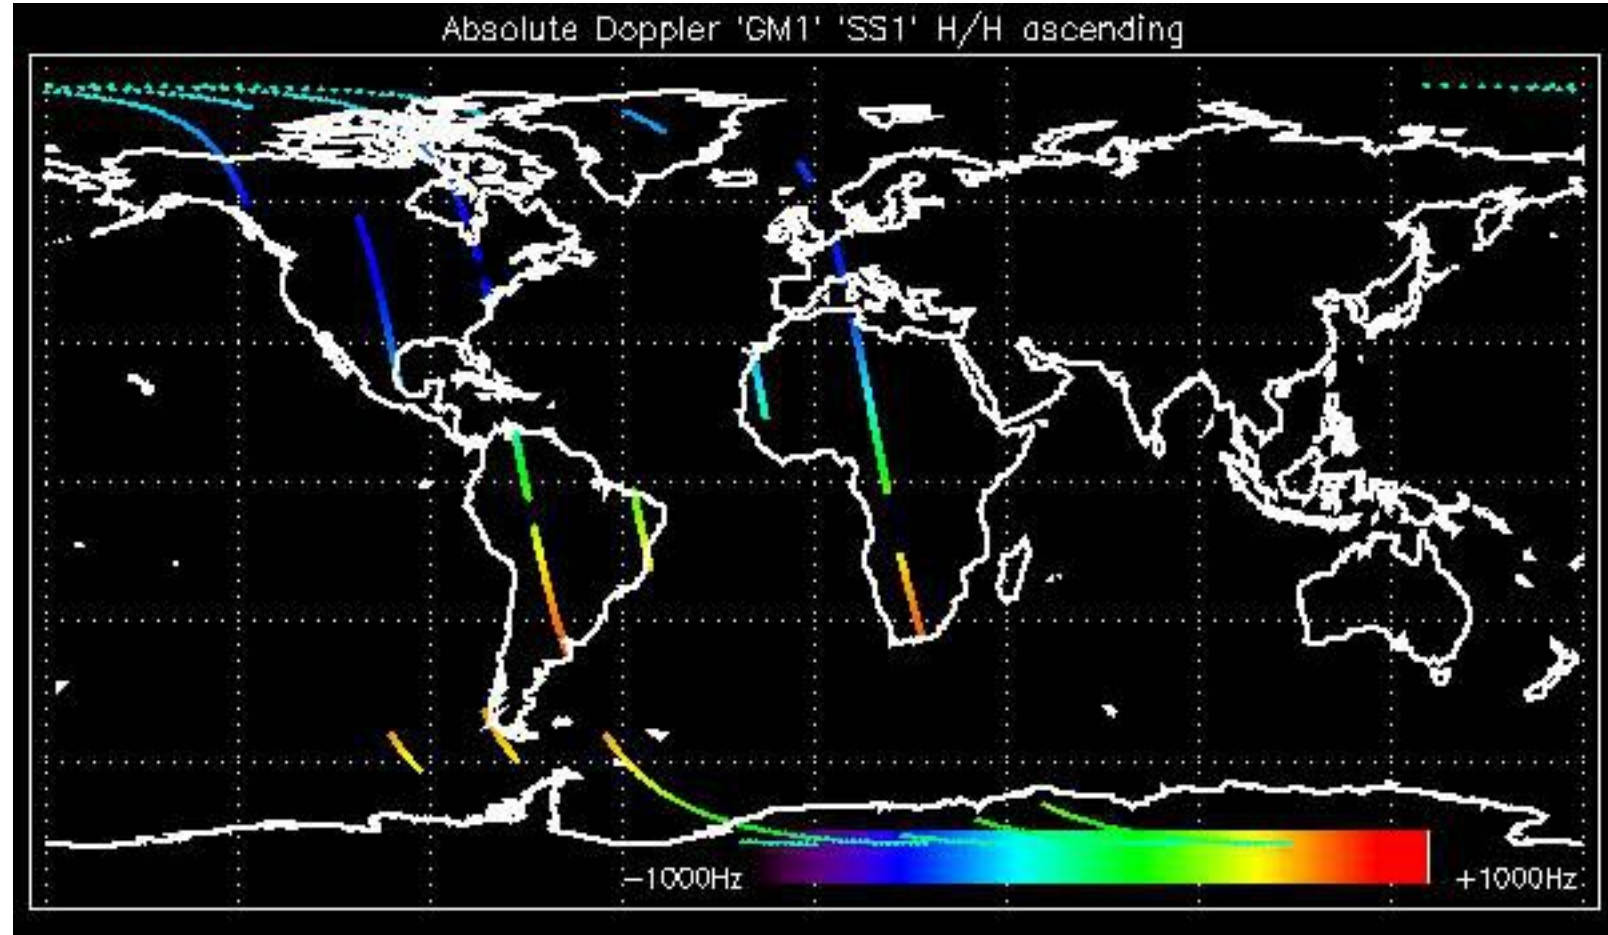 Absolute Doppler 'GM1' 'SS1' H/H ascending
−1000Hz
+1000Hz